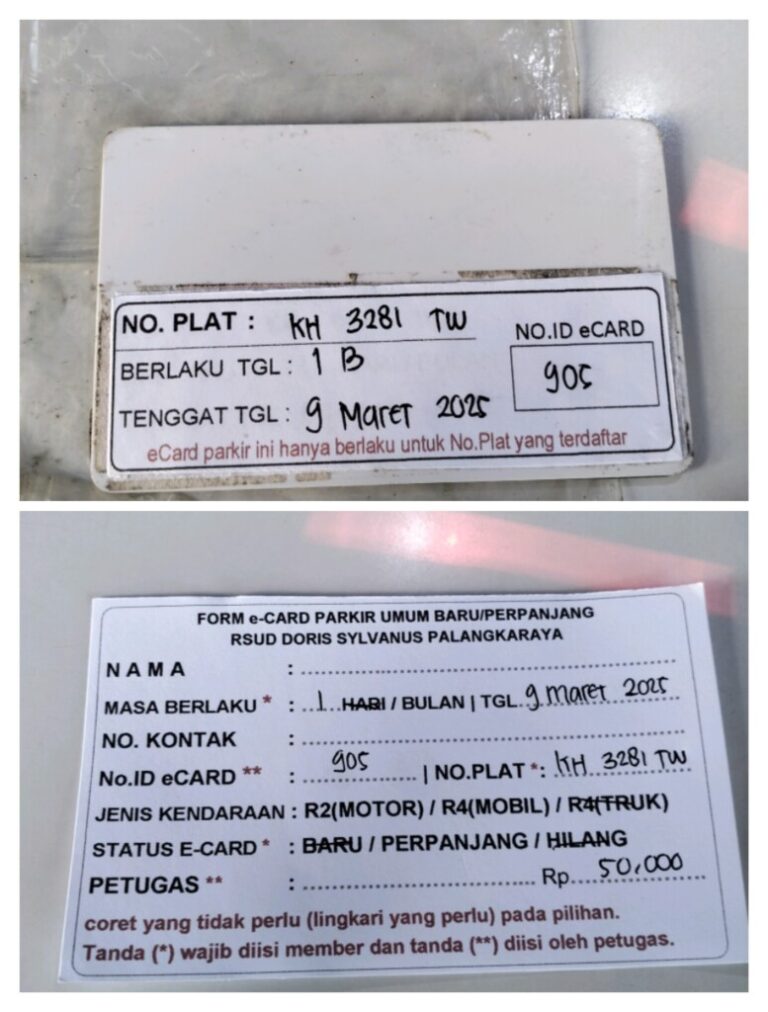 NO. PLAT : KH 3281 TW
NO.ID eCARD
BERLAKU TGL : 1 B
905
TENGGAT TGL : 9 Maret 2025
eCard parkir ini hanya berlaku untuk No.Plat yang terdaftar
FORM e-CARD PARKIR UMUM BARU/PERPANJANG
RSUD DORIS SYLVANUS PALANGKARAYA
NAMA :
MASA BERLAKU * : 1 HARI / BULAN | TGL. 9 maret 2025
NO. KONTAK :
No.ID eCARD ** : 905 | NO.PLAT *: KH 3281 TW
JENIS KENDARAAN : R2(MOTOR) / R4(MOBIL) / R4(TRUK)
STATUS E-CARD * : BARU / PERPANJANG / HILANG
PETUGAS ** : Rp. 50.000
coret yang tidak perlu (lingkari yang perlu) pada pilihan.
Tanda (*) wajib diisi member dan tanda (**) diisi oleh petugas.